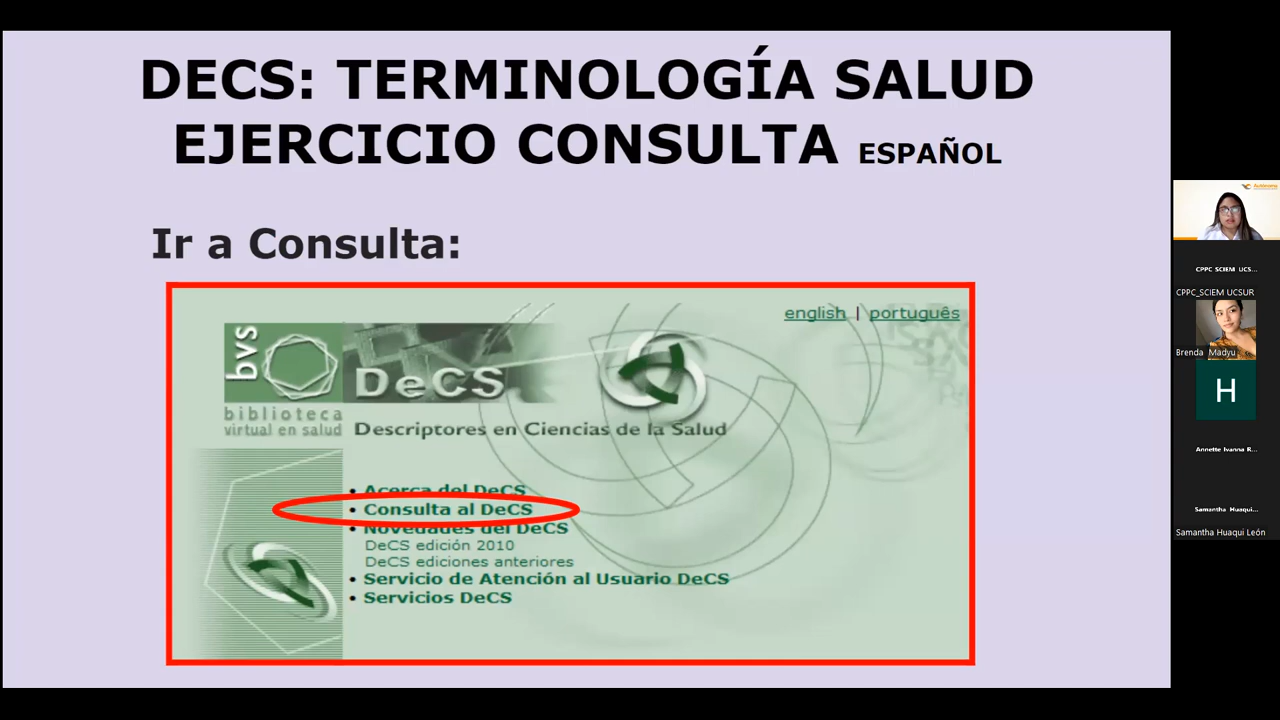 DECS: TERMINOLOGÍA SALUD
EJERCICIO CONSULTA ESPAÑOL
Ir a Consulta:
english | português
bvs
DeCS
biblioteca
virtual en salud
Descriptores en Ciencias de la Salud
• Acerca del DeCS
• Consulta al DeCS
• Novedades del DeCS
DeCS edición 2010
DeCS ediciones anteriores
• Servicio de Atención al Usuario DeCS
• Servicios DeCS
Autónoma
CPPC SCIEM UCS...
CPPC_SCIEM UCSUR
Brenda Madyu
H
Annette Ivanna R...
Samantha Huaqui...
Samantha Huaqui León